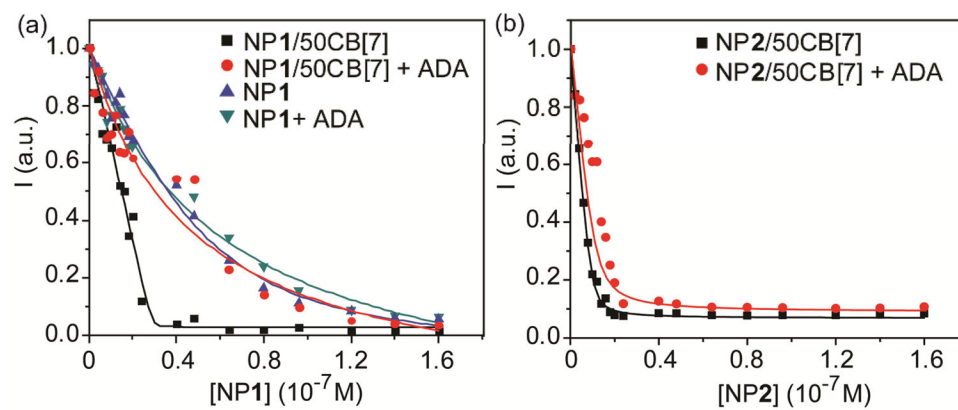 (a)
NP1/50CB[7]
NP1/50CB[7] + ADA
NP1
NP1+ ADA
I (a.u.)
1.0
0.8
0.6
0.4
0.2
0.0
0 0.4 0.8 1.2 1.6
[NP1] (10⁻⁷ M)
(b)
NP2/50CB[7]
NP2/50CB[7] + ADA
I (a.u.)
1.0
0.8
0.6
0.4
0.2
0.0
0 0.4 0.8 1.2 1.6
[NP2] (10⁻⁷ M)